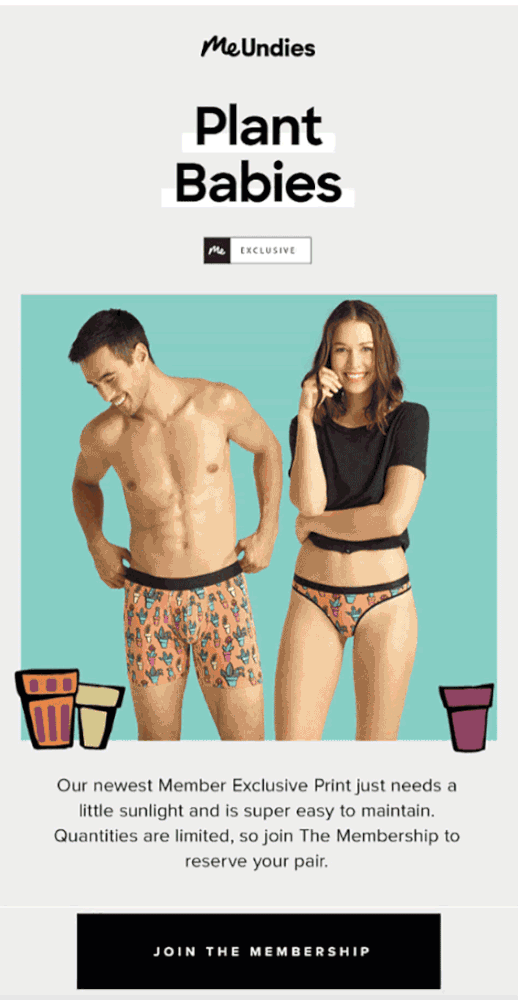 MeUndies
Plant
Babies
Me EXCLUSIVE
Our newest Member Exclusive Print just needs a
little sunlight and is super easy to maintain.
Quantities are limited, so join The Membership to
reserve your pair.
JOIN THE MEMBERSHIP